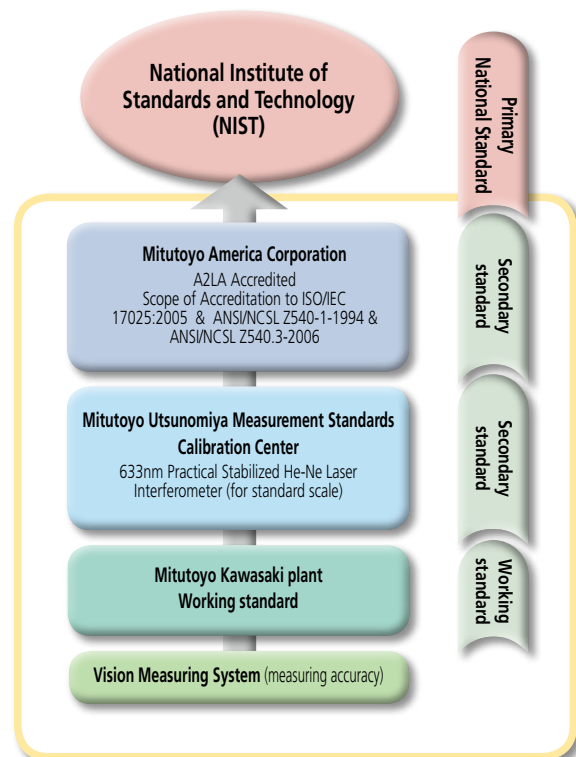 National Institute of
Standards and Technology
(NIST)
Primary
National Standard
Mitutoyo America Corporation
A2LA Accredited
Scope of Accreditation to ISO/IEC
17025:2005 & ANSI/NCSL Z540-1-1994 &
ANSI/NCSL Z540.3-2006
Secondary
standard
Mitutoyo Utsunomiya Measurement Standards
Calibration Center
633nm Practical Stabilized He-Ne Laser
Interferometer (for standard scale)
Secondary
standard
Mitutoyo Kawasaki plant
Working standard
Working
standard
Vision Measuring System (measuring accuracy)